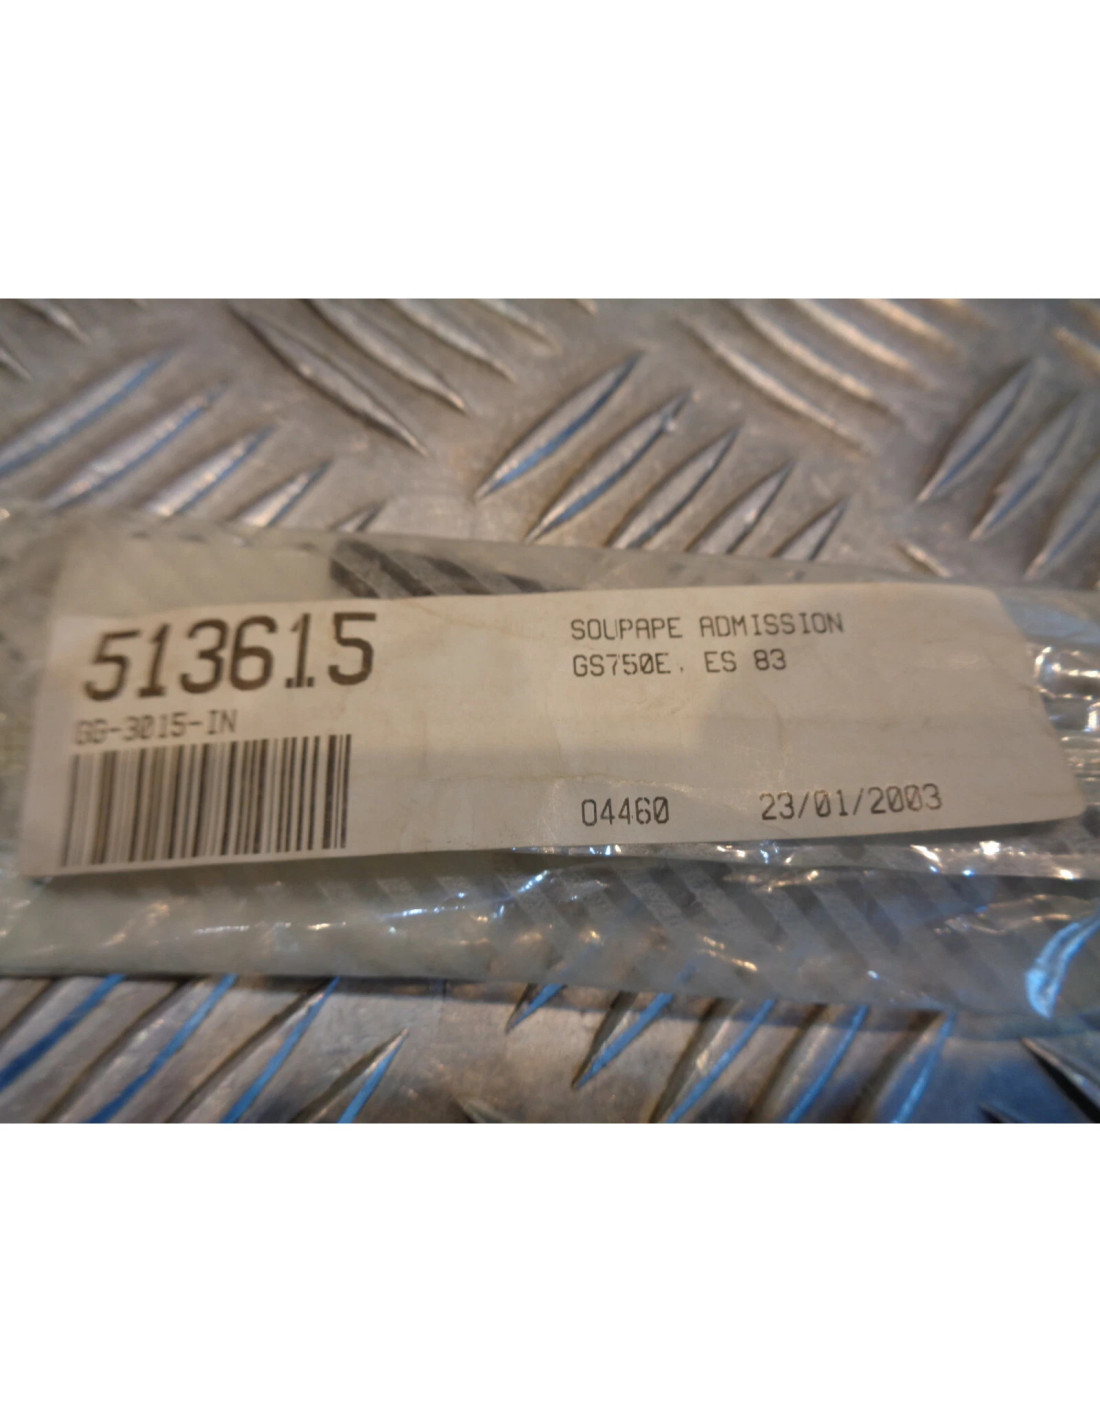 513615
GG-3015-IN
SOUPAPE ADMISSION
GS750E. ES 83
04460 23/01/2003